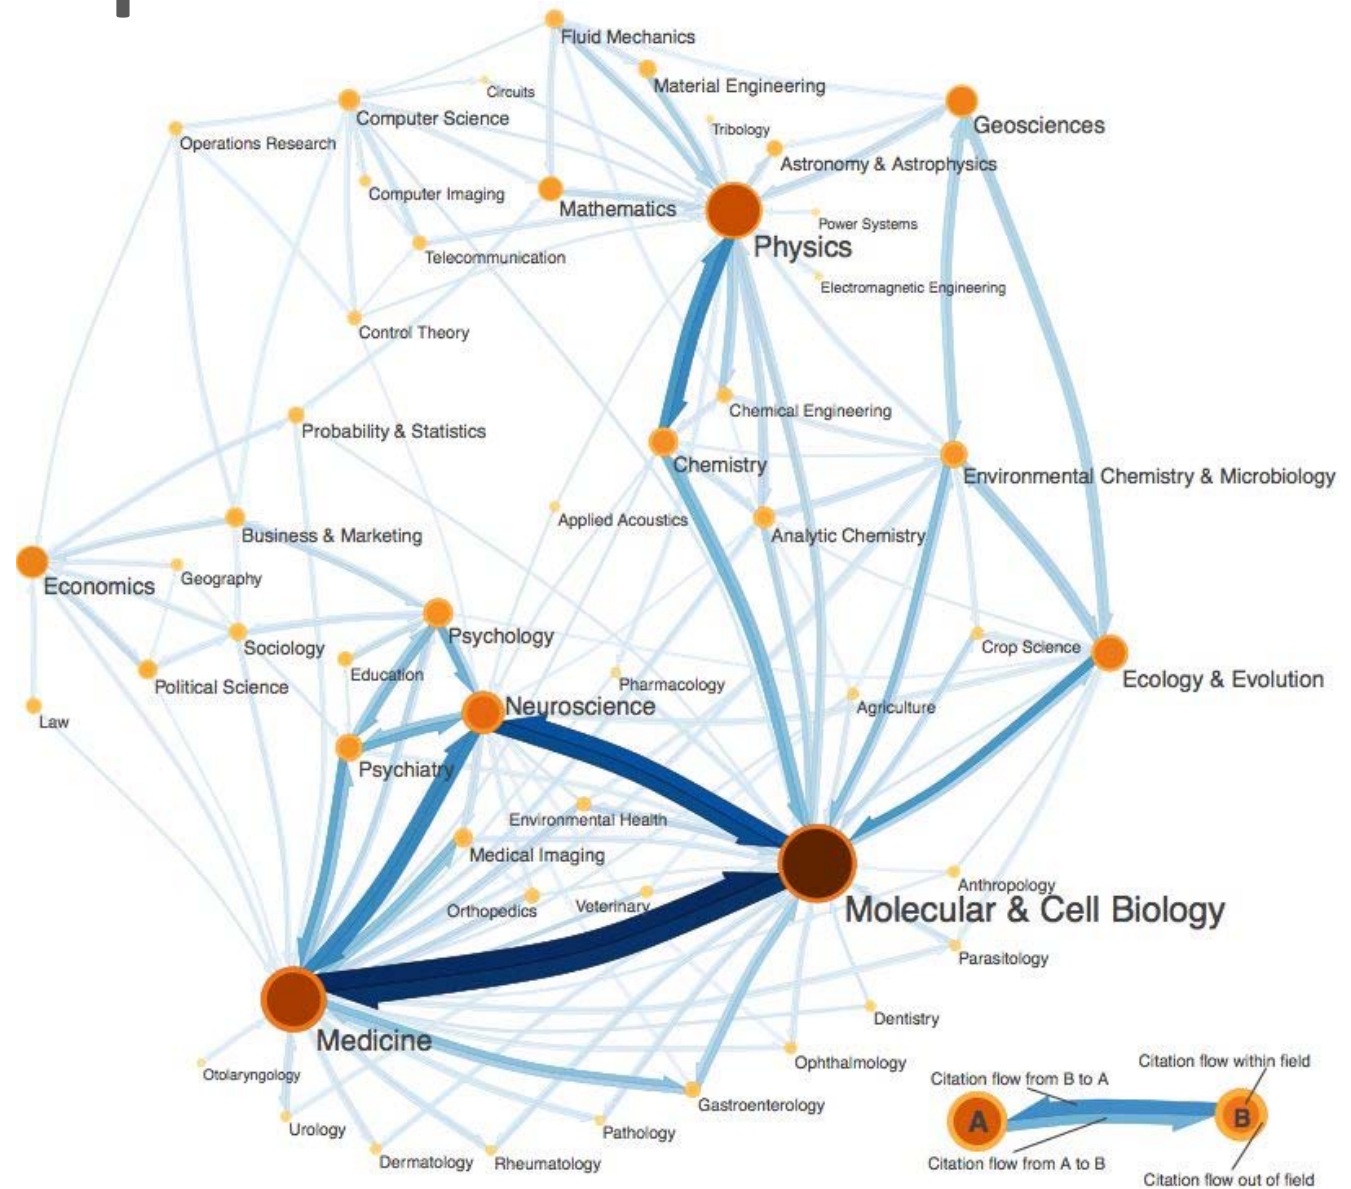 Fluid Mechanics
Material Engineering
Circuits
Computer Science
Geosciences
Tribology
Operations Research
Astronomy & Astrophysics
Computer Imaging
Mathematics
Power Systems
Physics
Telecommunication
Electromagnetic Engineering
Control Theory
Chemical Engineering
Probability & Statistics
Chemistry
Environmental Chemistry & Microbiology
Applied Acoustics
Business & Marketing
Analytic Chemistry
Geography
Economics
Psychology
Sociology
Crop Science
Education
Ecology & Evolution
Political Science
Pharmacology
Neuroscience
Agriculture
Law
Psychiatry
Environmental Health
Medical Imaging
Anthropology
Orthopedics
Veterinary
Molecular & Cell Biology
Parasitology
Dentistry
Medicine
Ophthalmology
Otolaryngology
Gastroenterology
Urology
Pathology
Dermatology
Rheumatology
Citation flow within field
Citation flow from B to A
A
B
Citation flow from A to B
Citation flow out of field